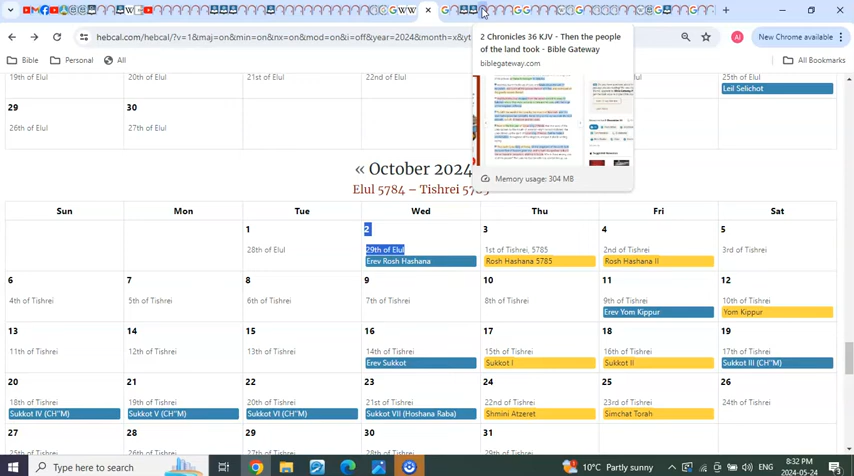 hebcal.com/hebcal/?v=1&maj=on&min=on&nx=on&mod=on&i=off&year=2024&month=x&yt
AI
New Chrome available
Bible
Personal
All
All Bookmarks
2 Chronicles 36 KJV - Then the people
of the land took - Bible Gateway
biblegateway.com
Memory usage: 304 MB
19th of Elul
20th of Elul
21st of Elul
22nd of Elul
25th of Elul
Leil Selichot
29
30
26th of Elul
27th of Elul
« October 2024
Elul 5784 – Tishrei 5785
Sun Mon Tue Wed Thu Fri Sat
1 2 3 4 5
28th of Elul 29th of Elul 1st of Tishrei, 5785 2nd of Tishrei 3rd of Tishrei
Erev Rosh Hashana Rosh Hashana 5785 Rosh Hashana II
6 7 8 9 10 11 12
4th of Tishrei 5th of Tishrei 6th of Tishrei 7th of Tishrei 8th of Tishrei 9th of Tishrei 10th of Tishrei
Erev Yom Kippur Yom Kippur
13 14 15 16 17 18 19
11th of Tishrei 12th of Tishrei 13th of Tishrei 14th of Tishrei 15th of Tishrei 16th of Tishrei 17th of Tishrei
Erev Sukkot Sukkot I Sukkot II Sukkot III (CH"M)
20 21 22 23 24 25 26
18th of Tishrei 19th of Tishrei 20th of Tishrei 21st of Tishrei 22nd of Tishrei 23rd of Tishrei 24th of Tishrei
Sukkot IV (CH"M) Sukkot V (CH"M) Sukkot VI (CH"M) Sukkot VII (Hoshana Raba) Shmini Atzeret Simchat Torah
27 28 29 30 31
Type here to search
10°C Partly sunny
ENG
8:32 PM
2024-05-24